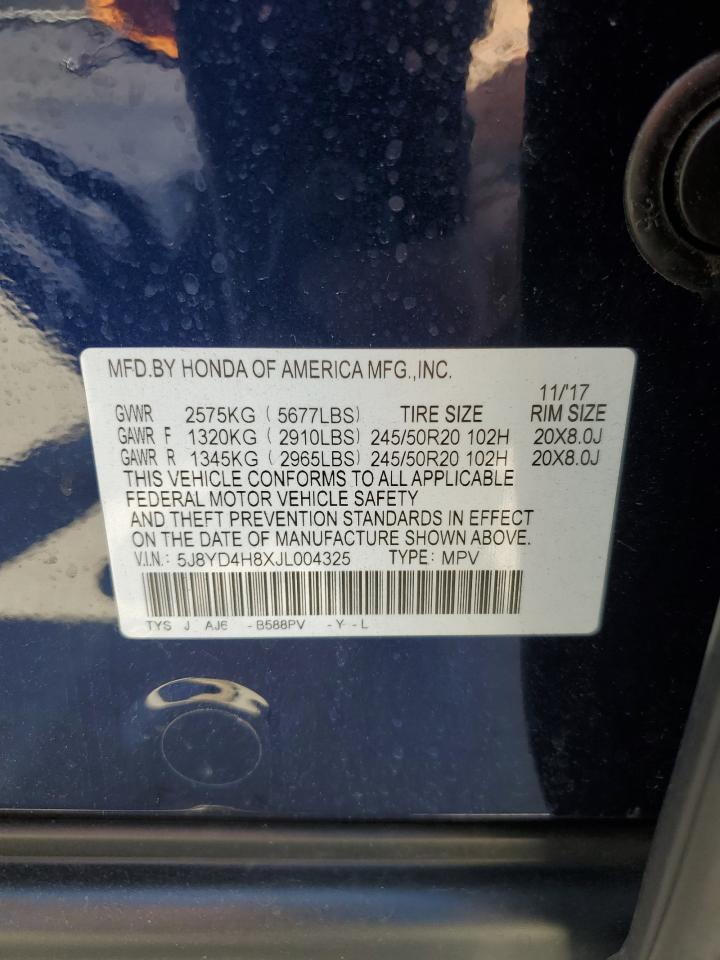 MFD.BY HONDA OF AMERICA MFG.,INC.
11/'17
GVWR 2575KG ( 5677LBS) TIRE SIZE RIM SIZE
GAWR F 1320KG ( 2910LBS) 245/50R20 102H 20X8.0J
GAWR R 1345KG ( 2965LBS) 245/50R20 102H 20X8.0J
THIS VEHICLE CONFORMS TO ALL APPLICABLE
FEDERAL MOTOR VEHICLE SAFETY
AND THEFT PREVENTION STANDARDS IN EFFECT
ON THE DATE OF MANUFACTURE SHOWN ABOVE.
V.I.N.: 5J8YD4H8XJL004325 TYPE: MPV
TYS J AJ6 -B588PV -Y -L